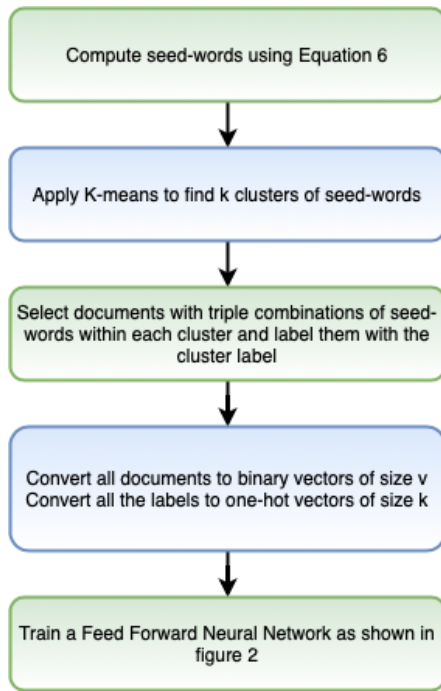 Compute seed-words using Equation 6
Apply K-means to find k clusters of seed-words
Select documents with triple combinations of seed-
words within each cluster and label them with the
cluster label
Convert all documents to binary vectors of size v
Convert all the labels to one-hot vectors of size k
Train a Feed Forward Neural Network as shown in
figure 2